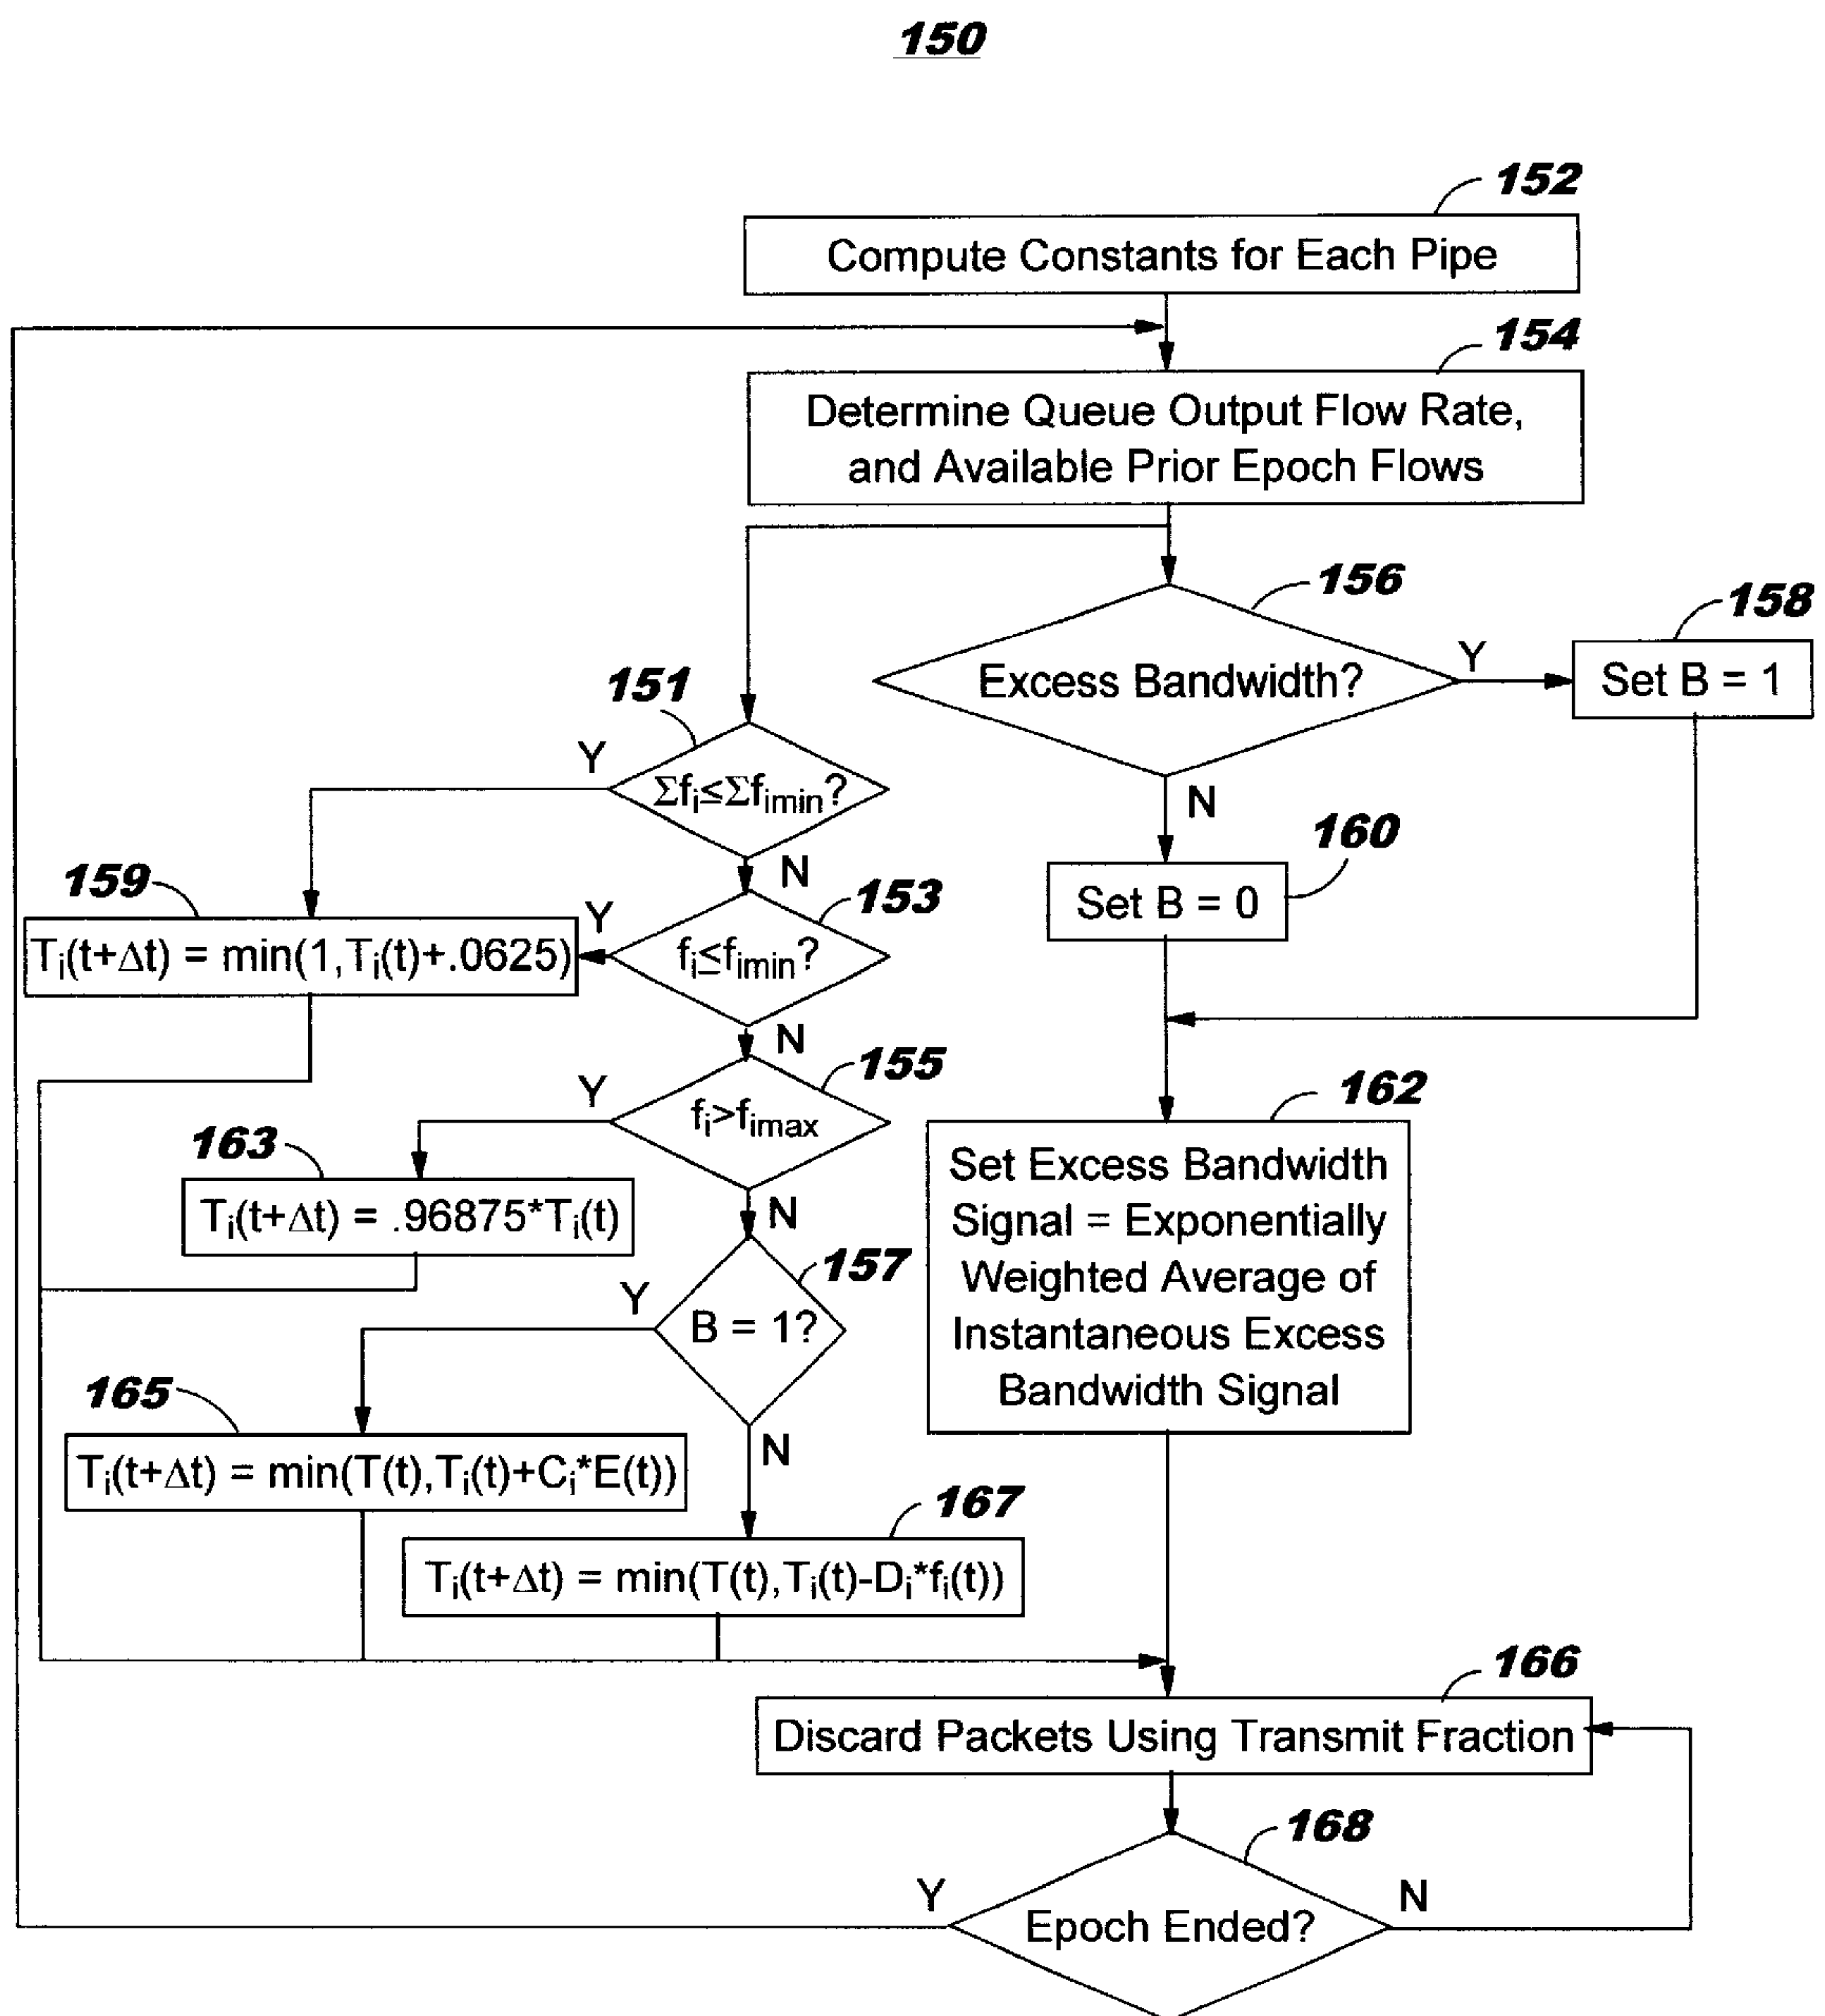 150
152
Compute Constants for Each Pipe
154
Determine Queue Output Flow Rate,
and Available Prior Epoch Flows
156
Excess Bandwidth?
Y
158
Set B = 1
N
160
Set B = 0
151
Σfᵢ≤Σfᵢₘᵢₙ?
Y
N
159
Tᵢ(t+Δt) = min(1,Tᵢ(t)+.0625)
153
fᵢ≤fᵢₘᵢₙ?
Y
N
155
fᵢ>fᵢₘₐₓ
Y
N
163
Tᵢ(t+Δt) = .96875*Tᵢ(t)
157
B = 1?
Y
N
162
Set Excess Bandwidth
Signal = Exponentially
Weighted Average of
Instantaneous Excess
Bandwidth Signal
165
Tᵢ(t+Δt) = min(T(t),Tᵢ(t)+Cᵢ*E(t))
167
Tᵢ(t+Δt) = min(T(t),Tᵢ(t)-Dᵢ*fᵢ(t))
166
Discard Packets Using Transmit Fraction
168
Epoch Ended?
Y
N